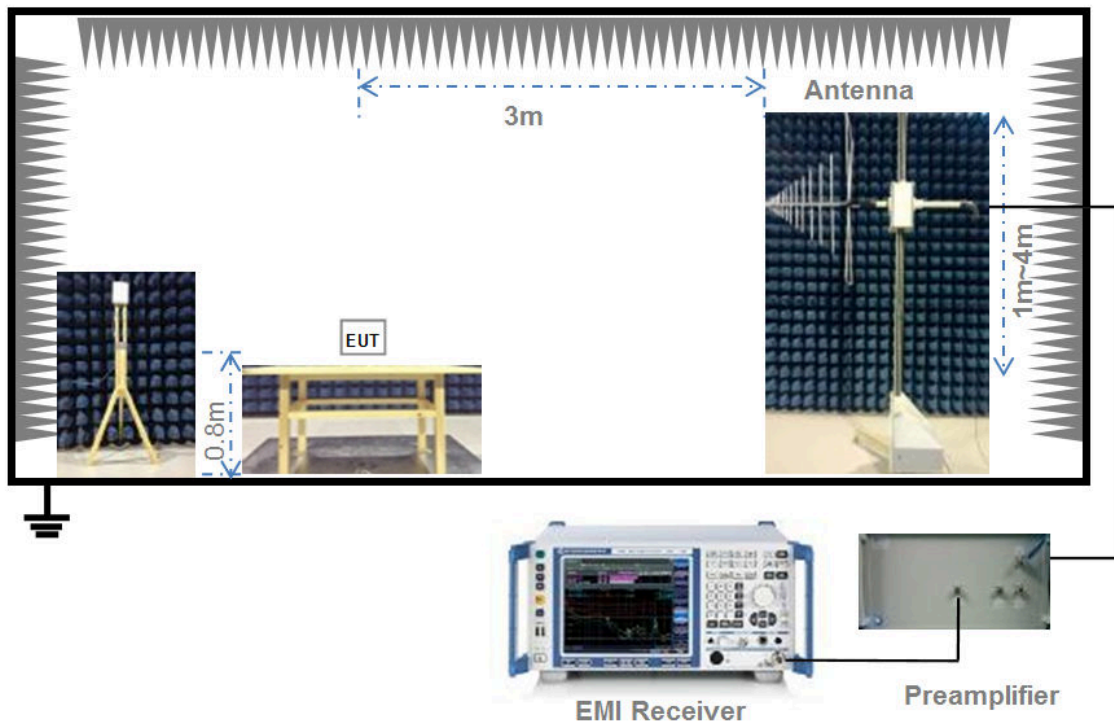 Antenna
3m
1m~4m
EUT
0.8m
EMI Receiver
Preamplifier